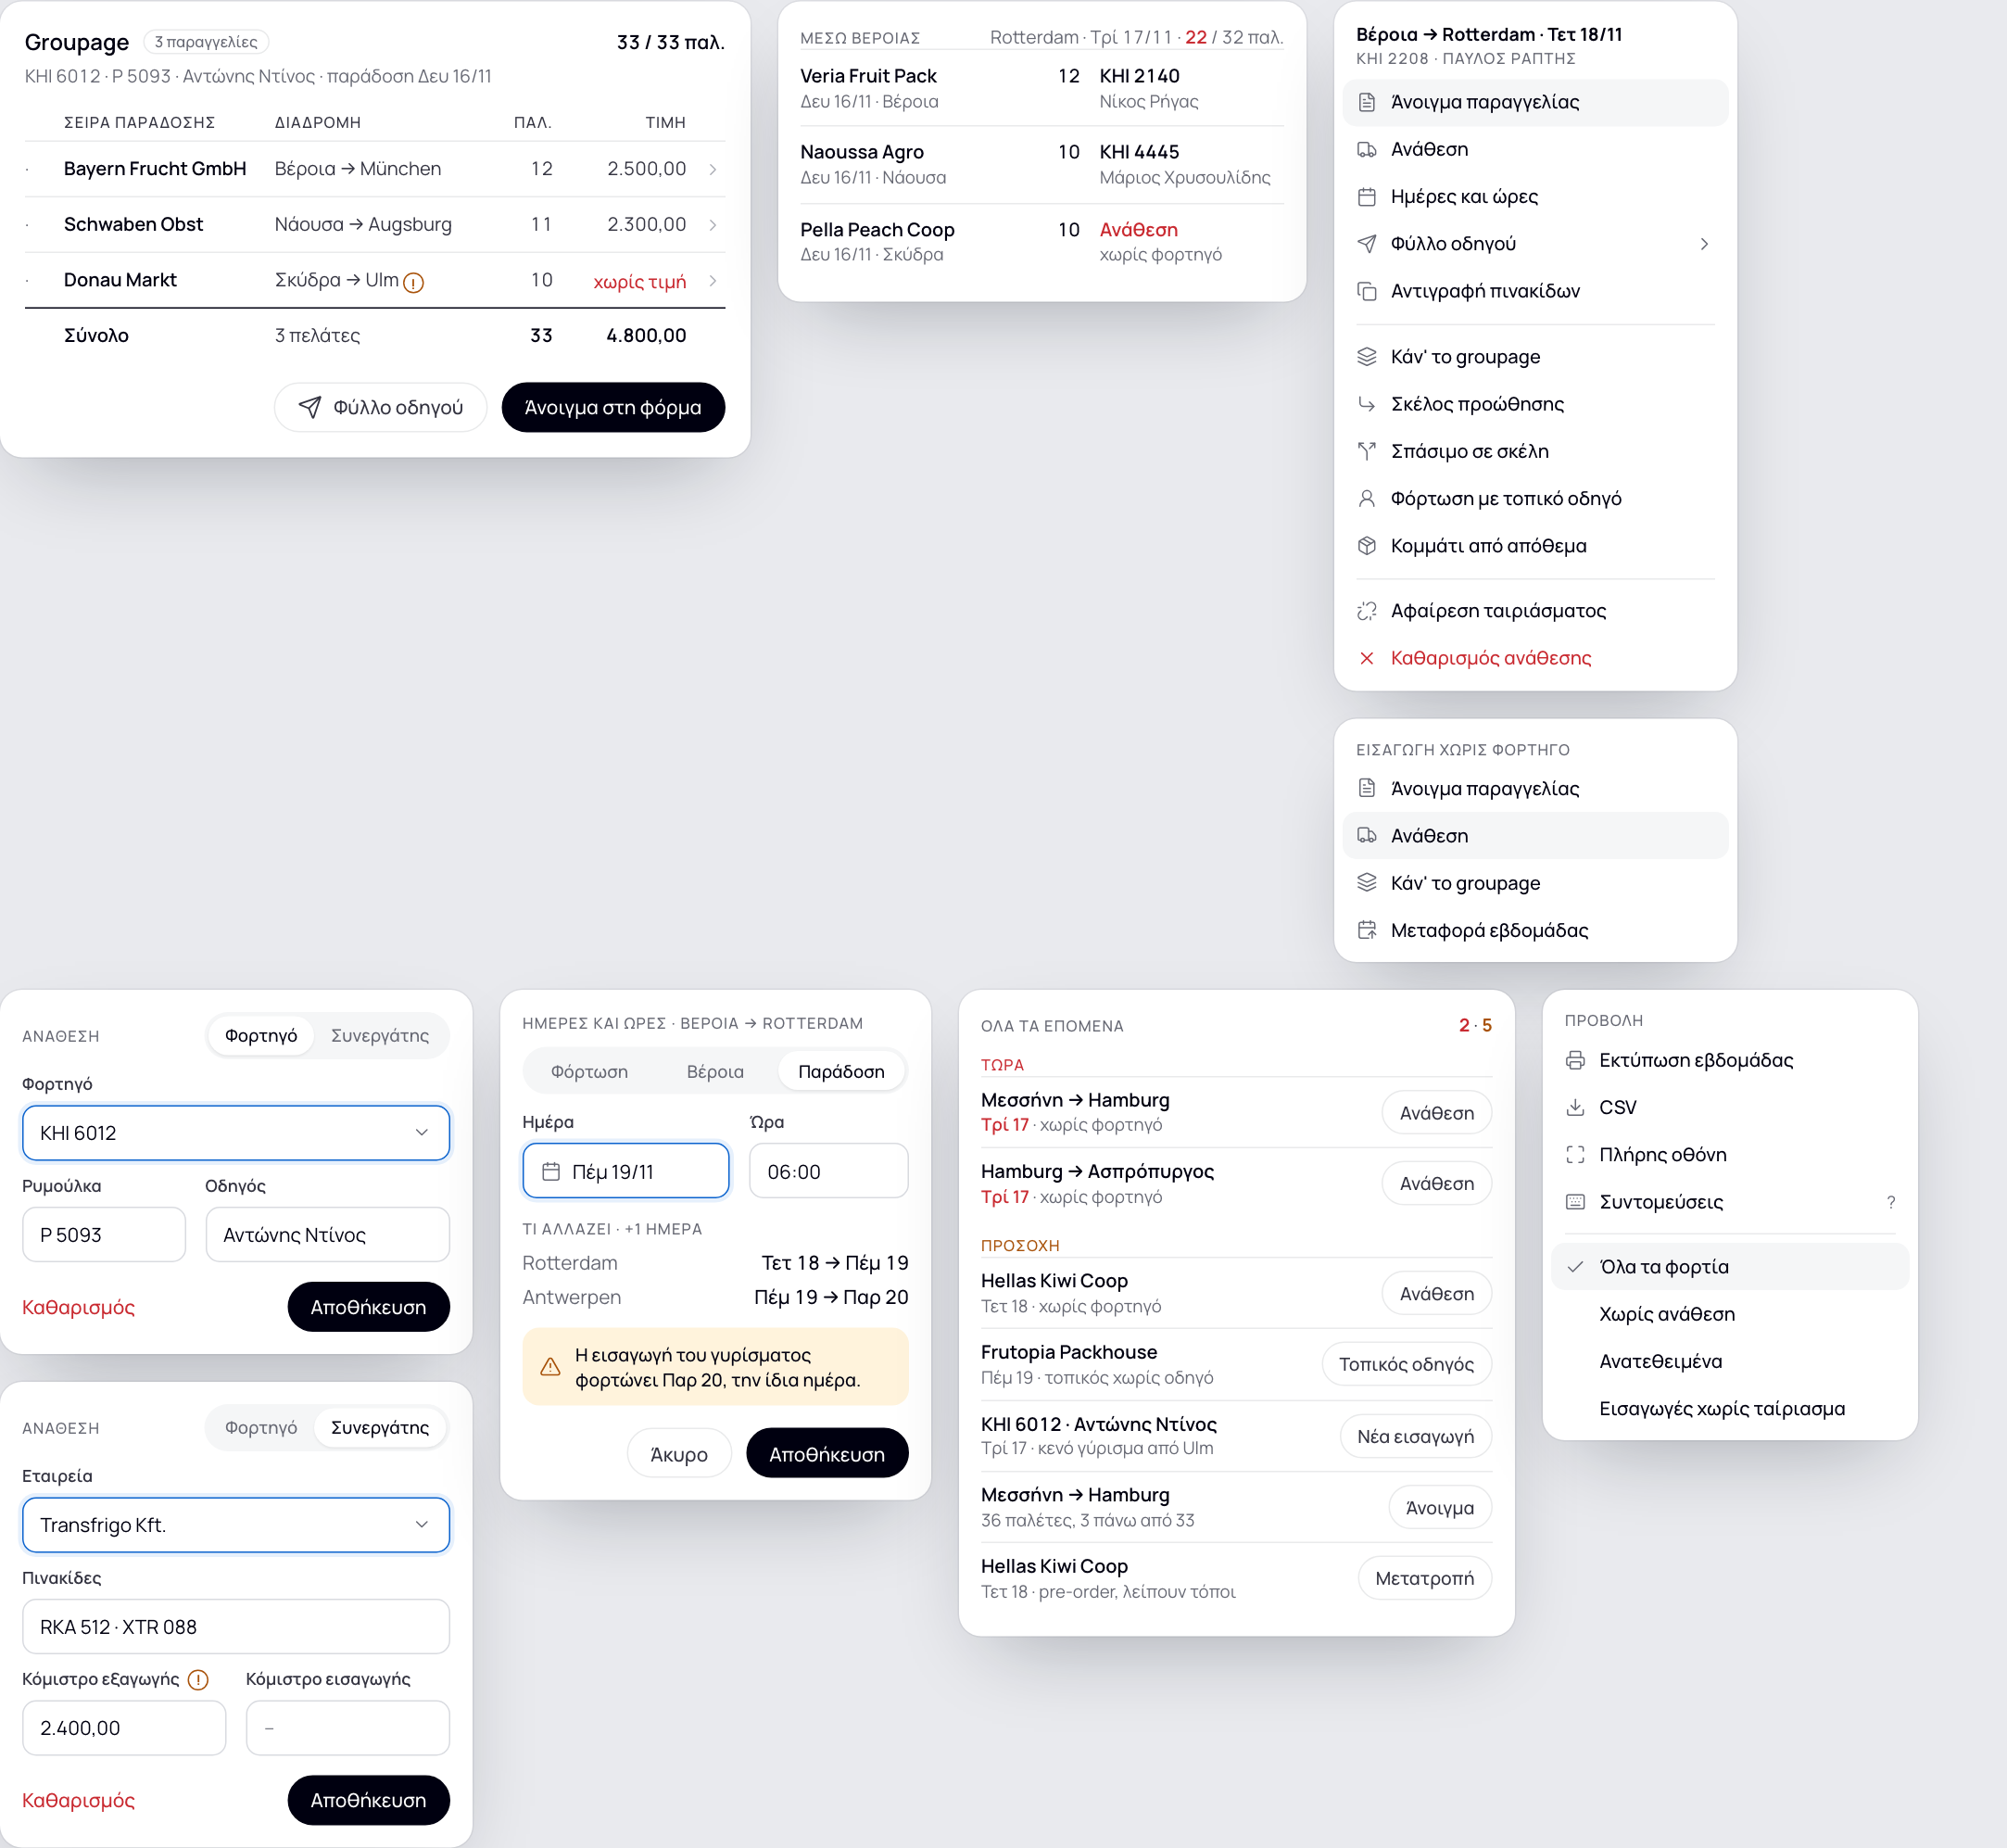 Groupage 3 παραγγελίες 33 / 33 παλ.
ΚΗΙ 6012 · Ρ 5093 · Αντώνης Ντίνος · παράδοση Δευ 16/11
ΣΕΙΡΑ ΠΑΡΑΔΟΣΗΣ ΔΙΑΔΡΟΜΗ ΠΑΛ. ΤΙΜΗ
· Bayern Frucht GmbH Βέροια → München 12 2.500,00
· Schwaben Obst Νάουσα → Augsburg 11 2.300,00
· Donau Markt Σκύδρα → Ulm 10 χωρίς τιμή
Σύνολο 3 πελάτες 33 4.800,00
Φύλλο οδηγού Άνοιγμα στη φόρμα
ΜΕΣΩ ΒΕΡΟΙΑΣ Rotterdam · Τρί 17/11 · 22 / 32 παλ.
Veria Fruit Pack 12 ΚΗΙ 2140
Δευ 16/11 · Βέροια Νίκος Ρήγας
Naoussa Agro 10 ΚΗΙ 4445
Δευ 16/11 · Νάουσα Μάριος Χρυσουλίδης
Pella Peach Coop 10 Ανάθεση
Δευ 16/11 · Σκύδρα χωρίς φορτηγό
Βέροια → Rotterdam · Τετ 18/11
ΚΗΙ 2208 · ΠΑΥΛΟΣ ΡΑΠΤΗΣ
Άνοιγμα παραγγελίας
Ανάθεση
Ημέρες και ώρες
Φύλλο οδηγού
Αντιγραφή πινακίδων
Κάν' το groupage
Σκέλος προώθησης
Σπάσιμο σε σκέλη
Φόρτωση με τοπικό οδηγό
Κομμάτι από απόθεμα
Αφαίρεση ταιριάσματος
Καθαρισμός ανάθεσης
ΕΙΣΑΓΩΓΗ ΧΩΡΙΣ ΦΟΡΤΗΓΟ
Άνοιγμα παραγγελίας
Ανάθεση
Κάν' το groupage
Μεταφορά εβδομάδας
ΑΝΑΘΕΣΗ Φορτηγό Συνεργάτης
Φορτηγό
ΚΗΙ 6012
Ρυμούλκα Οδηγός
Ρ 5093 Αντώνης Ντίνος
Καθαρισμός Αποθήκευση
ΑΝΑΘΕΣΗ Φορτηγό Συνεργάτης
Εταιρεία
Transfrigo Kft.
Πινακίδες
RKA 512 · XTR 088
Κόμιστρο εξαγωγής Κόμιστρο εισαγωγής
2.400,00 –
Καθαρισμός Αποθήκευση
ΗΜΕΡΕΣ ΚΑΙ ΩΡΕΣ · ΒΕΡΟΙΑ → ROTTERDAM
Φόρτωση Βέροια Παράδοση
Ημέρα Ώρα
Πέμ 19/11 06:00
ΤΙ ΑΛΛΑΖΕΙ · +1 ΗΜΕΡΑ
Rotterdam Τετ 18 → Πέμ 19
Antwerpen Πέμ 19 → Παρ 20
Η εισαγωγή του γυρίσματος
φορτώνει Παρ 20, την ίδια ημέρα.
Άκυρο Αποθήκευση
ΟΛΑ ΤΑ ΕΠΟΜΕΝΑ 2 · 5
ΤΩΡΑ
Μεσσήνη → Hamburg Ανάθεση
Τρί 17 · χωρίς φορτηγό
Hamburg → Ασπρόπυργος Ανάθεση
Τρί 17 · χωρίς φορτηγό
ΠΡΟΣΟΧΗ
Hellas Kiwi Coop Ανάθεση
Τετ 18 · χωρίς φορτηγό
Frutopia Packhouse Τοπικός οδηγός
Πέμ 19 · τοπικός χωρίς οδηγό
ΚΗΙ 6012 · Αντώνης Ντίνος Νέα εισαγωγή
Τρί 17 · κενό γύρισμα από Ulm
Μεσσήνη → Hamburg Άνοιγμα
36 παλέτες, 3 πάνω από 33
Hellas Kiwi Coop Μετατροπή
Τετ 18 · pre-order, λείπουν τόποι
ΠΡΟΒΟΛΗ
Εκτύπωση εβδομάδας
CSV
Πλήρης οθόνη
Συντομεύσεις ?
Όλα τα φορτία
Χωρίς ανάθεση
Ανατεθειμένα
Εισαγωγές χωρίς ταίριασμα